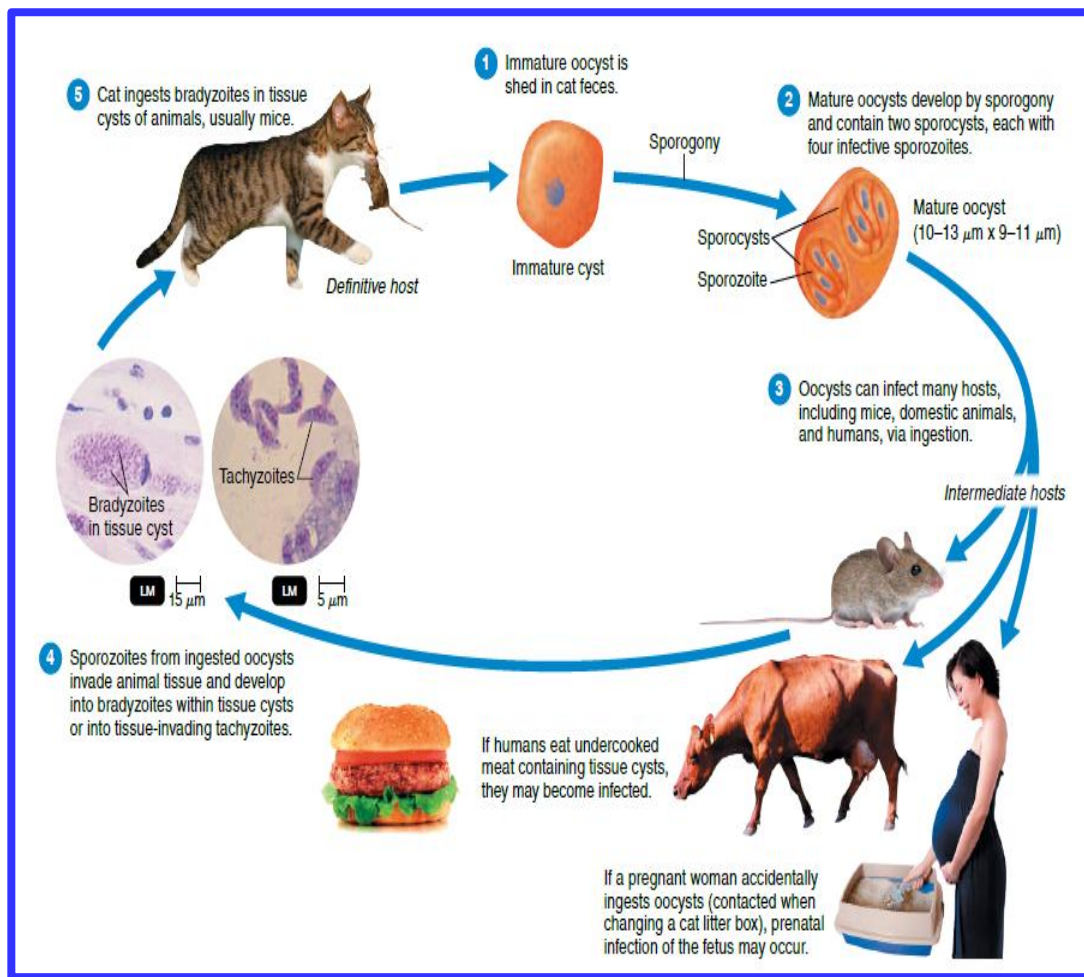 1 Immature oocyst is
shed in cat feces.
5 Cat ingests bradyzoites in tissue
cysts of animals, usually mice.
2 Mature oocysts develop by sporogony
and contain two sporocysts, each with
four infective sporozoites.
Sporogony
Mature oocyst
(10–13 μm x 9–11 μm)
Sporocysts
Sporozoite
Immature cyst
Definitive host
3 Oocysts can infect many hosts,
including mice, domestic animals,
and humans, via ingestion.
Intermediate hosts
Bradyzoites
in tissue cyst
Tachyzoites
LM 15 μm
LM 5 μm
4 Sporozoites from ingested oocysts
invade animal tissue and develop
into bradyzoites within tissue cysts
or into tissue-invading tachyzoites.
If humans eat undercooked
meat containing tissue cysts,
they may become infected.
If a pregnant woman accidentally
ingests oocysts (contacted when
changing a cat litter box), prenatal
infection of the fetus may occur.